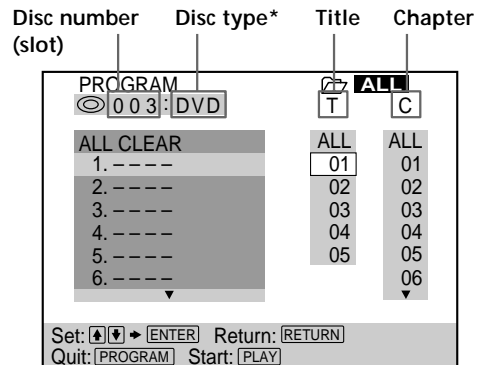 Disc number (slot)
Disc type*
Title
Chapter
PROGRAM
ALL
003:DVD
T
C
ALL CLEAR
1. – – – –
2. – – – –
3. – – – –
4. – – – –
5. – – – –
6. – – – –
ALL
01
02
03
04
05
ALL
01
02
03
04
05
06
Set: ENTER Return: RETURN
Quit: PROGRAM Start: PLAY